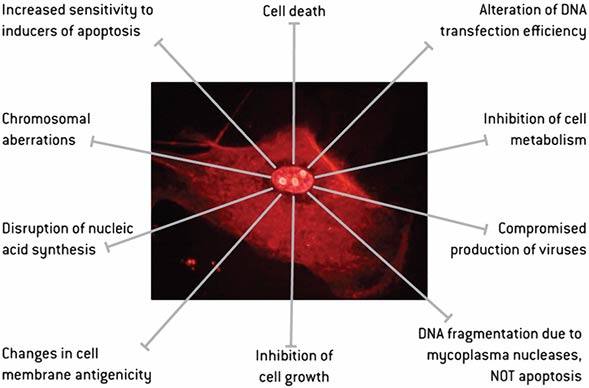 Increased sensitivity to
inducers of apoptosis
Cell death
Alteration of DNA
transfection efficiency
Chromosomal
aberrations
Inhibition of cell
metabolism
Disruption of nucleic
acid synthesis
Compromised
production of viruses
Changes in cell
membrane antigenicity
Inhibition of
cell growth
DNA fragmentation due to
mycoplasma nucleases,
NOT apoptosis